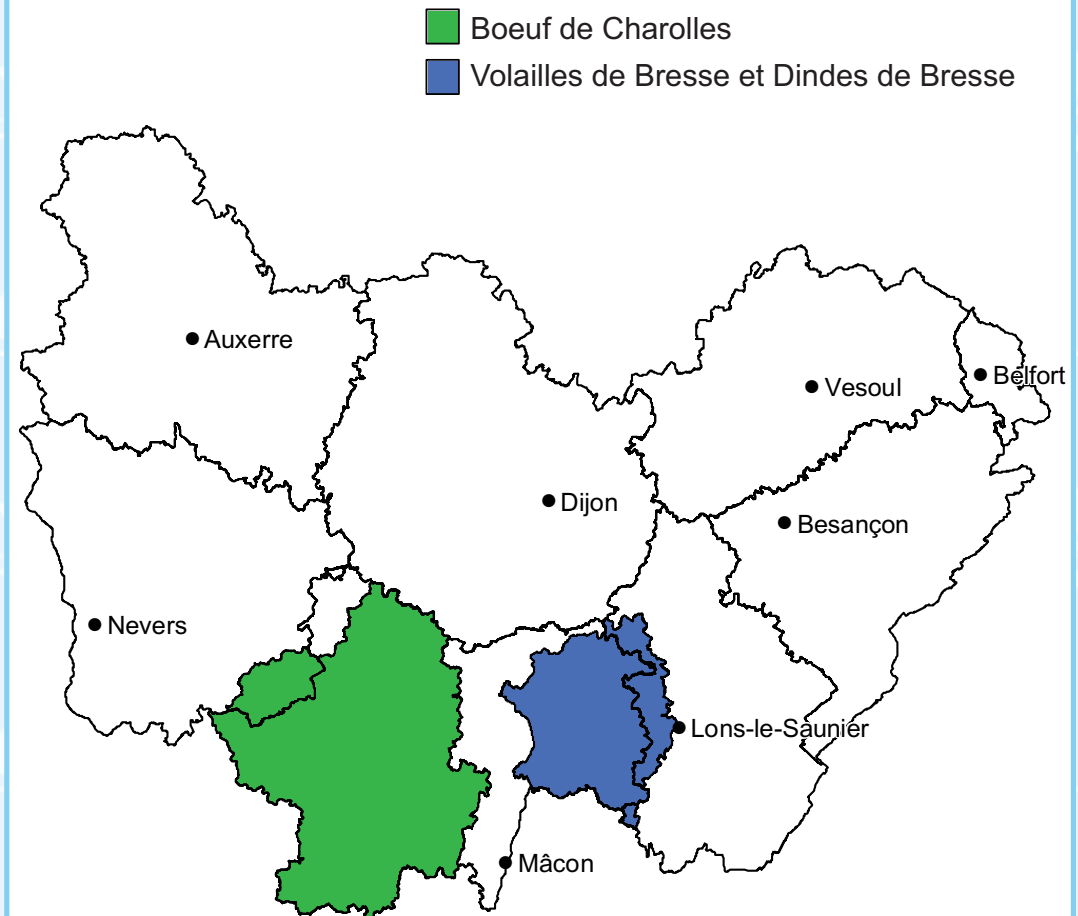 Boeuf de Charolles
Volailles de Bresse et Dindes de Bresse
Auxerre
Belfort
Vesoul
Dijon
Besançon
Nevers
Lons-le-Saunier
Mâcon